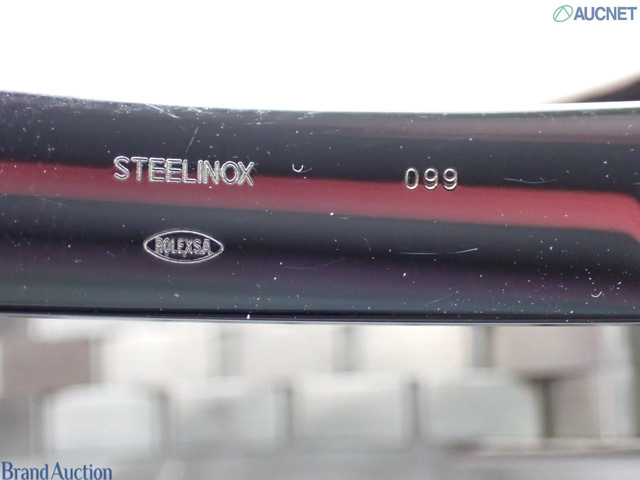 AUCNET
STEELINOX 099
ROLEXSA
Brand Auction